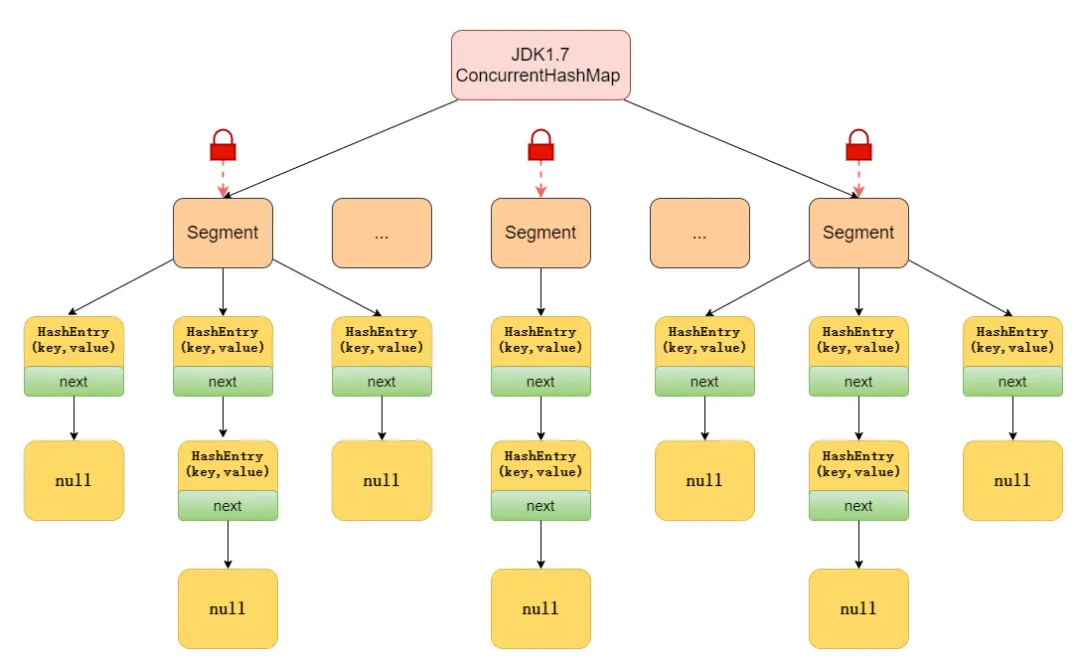 JDK1.7
ConcurrentHashMap
Segment
...
Segment
...
Segment
HashEntry
(key,value)
next
HashEntry
(key,value)
next
HashEntry
(key,value)
next
HashEntry
(key,value)
next
HashEntry
(key,value)
next
HashEntry
(key,value)
next
HashEntry
(key,value)
next
null
HashEntry
(key,value)
next
null
HashEntry
(key,value)
next
null
HashEntry
(key,value)
next
null
null
null
null